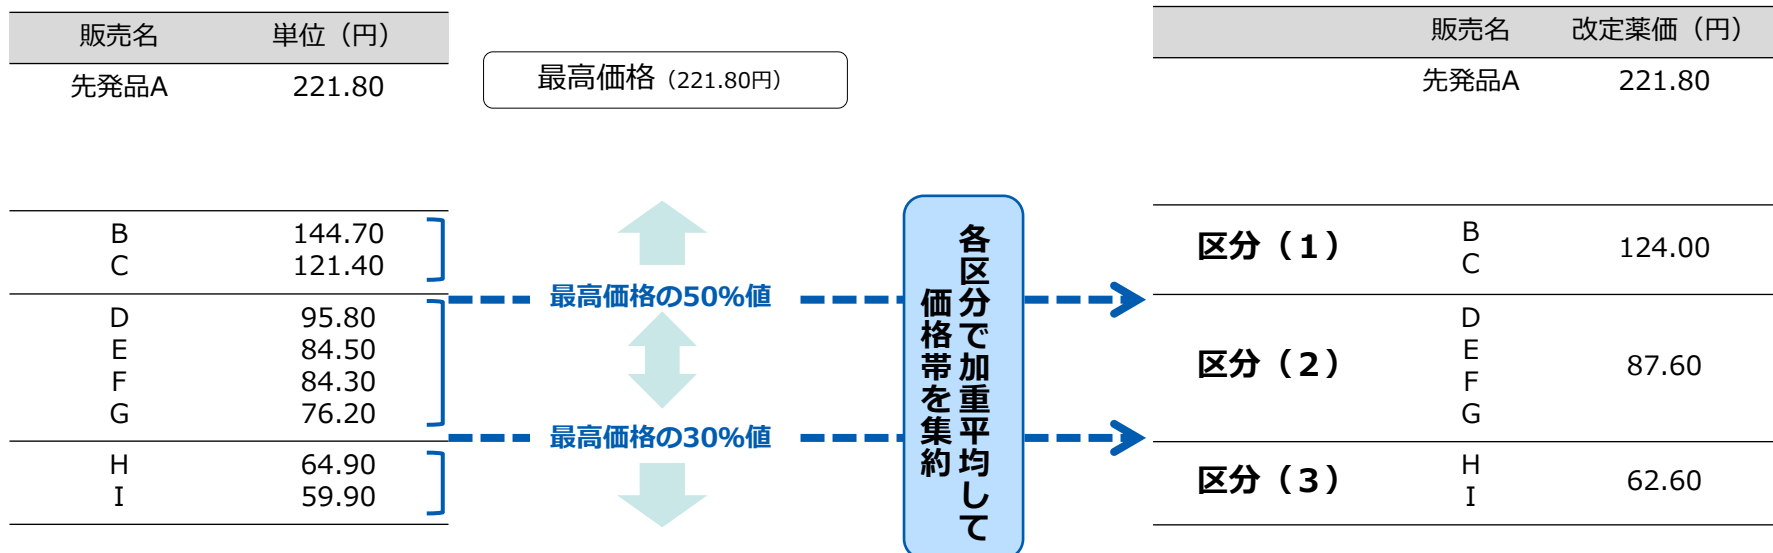 販売名 単位（円）
先発品A 221.80
最高価格（221.80円）
B 144.70
C 121.40
最高価格の50%値
D 95.80
E 84.50
F 84.30
G 76.20
最高価格の30%値
H 64.90
I 59.90
各区分で加重平均して
価格帯を集約
販売名 改定薬価（円）
先発品A 221.80
区分（１） B 124.00
C
区分（２） D 87.60
E
F
G
区分（３） H 62.60
I